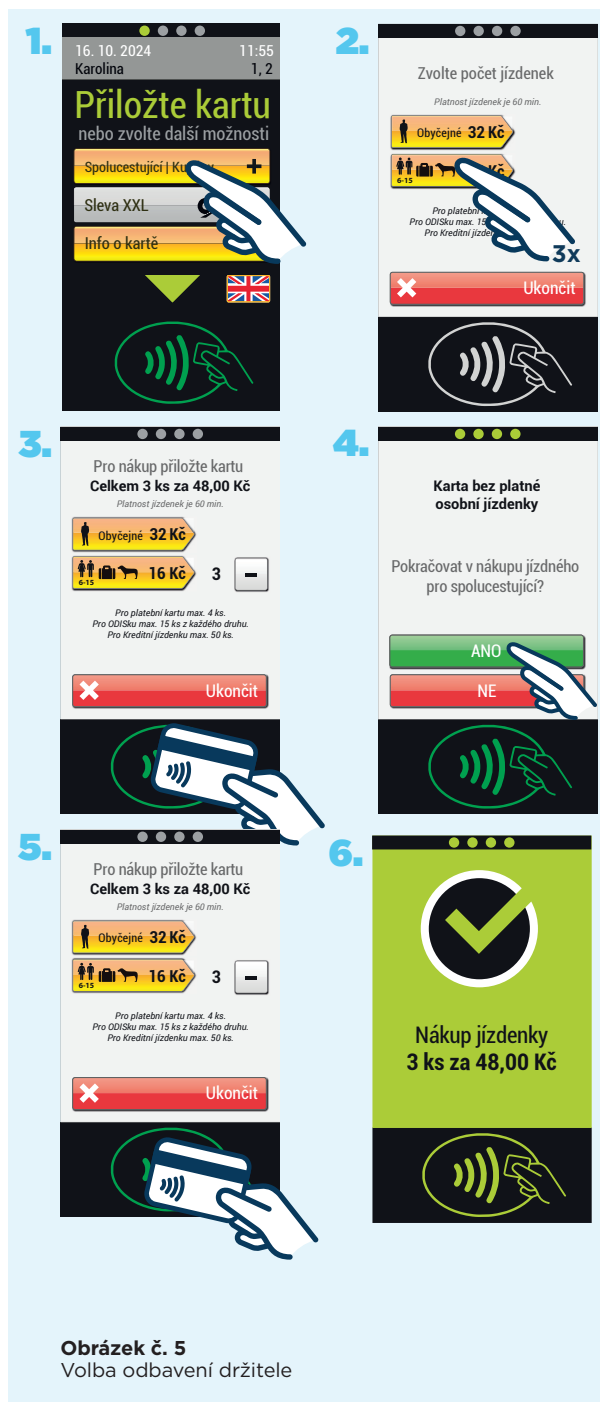 1.
16. 10. 2024 11:55
Karolina 1, 2
Přiložte kartu
nebo zvolte další možnosti
Spolucestující |
Sleva XXL
Info o kartě
2.
Zvolte počet jízdenek
Platnost jízdenek je 60 min.
Obyčejné 32 Kč
6-15 Kč
Pro platební
Pro ODISku max. 15
Pro Kreditní
3x
Ukončit
3.
Pro nákup přiložte kartu
Celkem 3 ks za 48,00 Kč
Platnost jízdenek je 60 min.
Obyčejné 32 Kč
6-15 16 Kč 3 –
Pro platební kartu max. 4 ks.
Pro ODISku max. 15 ks z každého druhu.
Pro Kreditní jízdenku max. 50 ks.
Ukončit
4.
Karta bez platné
osobní jízdenky
Pokračovat v nákupu jízdného
pro spolucestující?
ANO
NE
5.
Pro nákup přiložte kartu
Celkem 3 ks za 48,00 Kč
Platnost jízdenek je 60 min.
Obyčejné 32 Kč
6-15 16 Kč 3 –
Pro platební kartu max. 4 ks.
Pro ODISku max. 15 ks z každého druhu.
Pro Kreditní jízdenku max. 50 ks.
Ukončit
6.
Nákup jízdenky
3 ks za 48,00 Kč
Obrázek č. 5
Volba odbavení držitele